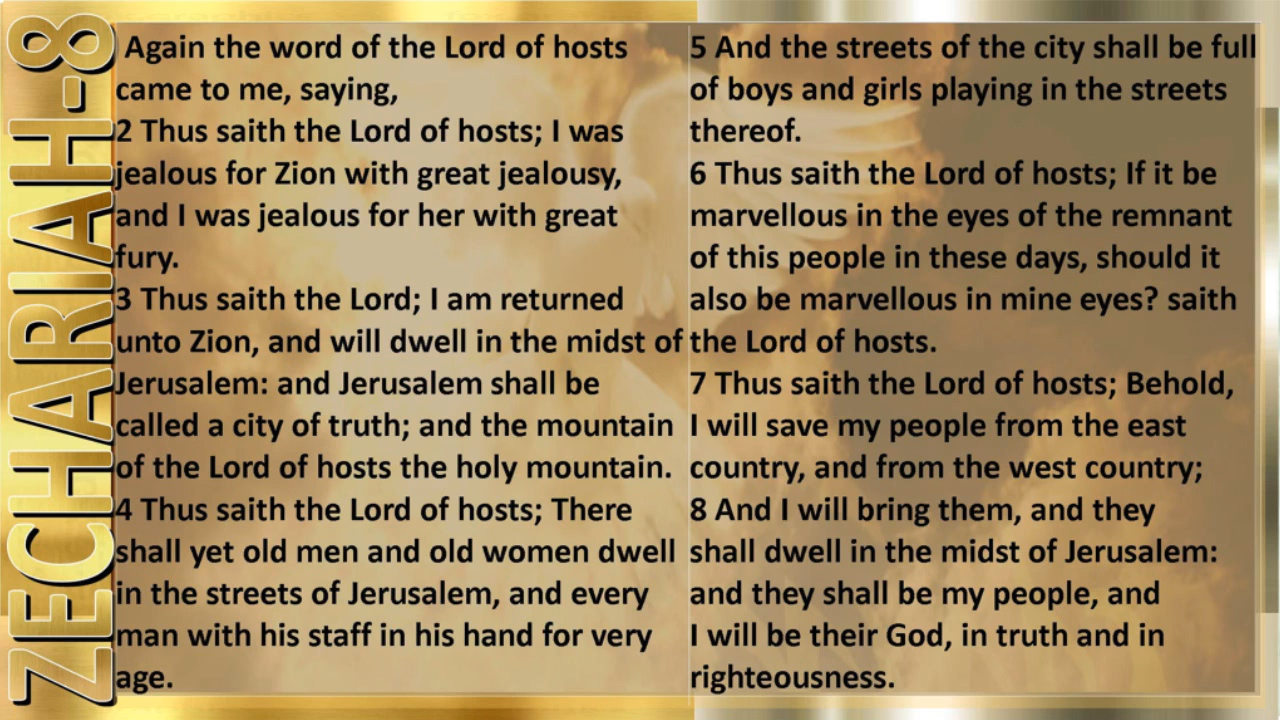 ZECHARIAH-8
Again the word of the Lord of hosts
came to me, saying,
2 Thus saith the Lord of hosts; I was
jealous for Zion with great jealousy,
and I was jealous for her with great
fury.
3 Thus saith the Lord; I am returned
unto Zion, and will dwell in the midst of
Jerusalem: and Jerusalem shall be
called a city of truth; and the mountain
of the Lord of hosts the holy mountain.
4 Thus saith the Lord of hosts; There
shall yet old men and old women dwell
in the streets of Jerusalem, and every
man with his staff in his hand for very
age.
5 And the streets of the city shall be full
of boys and girls playing in the streets
thereof.
6 Thus saith the Lord of hosts; If it be
marvellous in the eyes of the remnant
of this people in these days, should it
also be marvellous in mine eyes? saith
the Lord of hosts.
7 Thus saith the Lord of hosts; Behold,
I will save my people from the east
country, and from the west country;
8 And I will bring them, and they
shall dwell in the midst of Jerusalem:
and they shall be my people, and
I will be their God, in truth and in
righteousness.